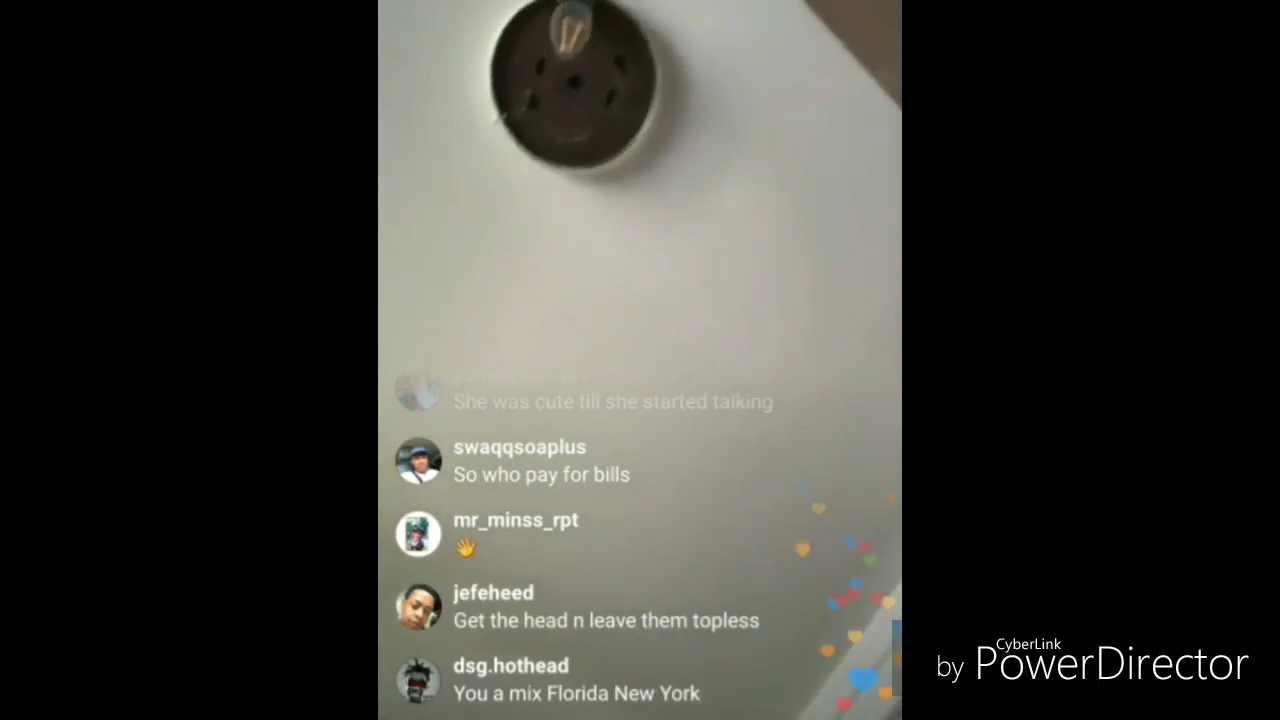 She was cute till she started talking
swaqqsoaplus
So who pay for bills
mr_minss_rpt
👋
jefeheed
Get the head n leave them topless
dsg.hothead
You a mix Florida New York
CyberLink
by PowerDirector